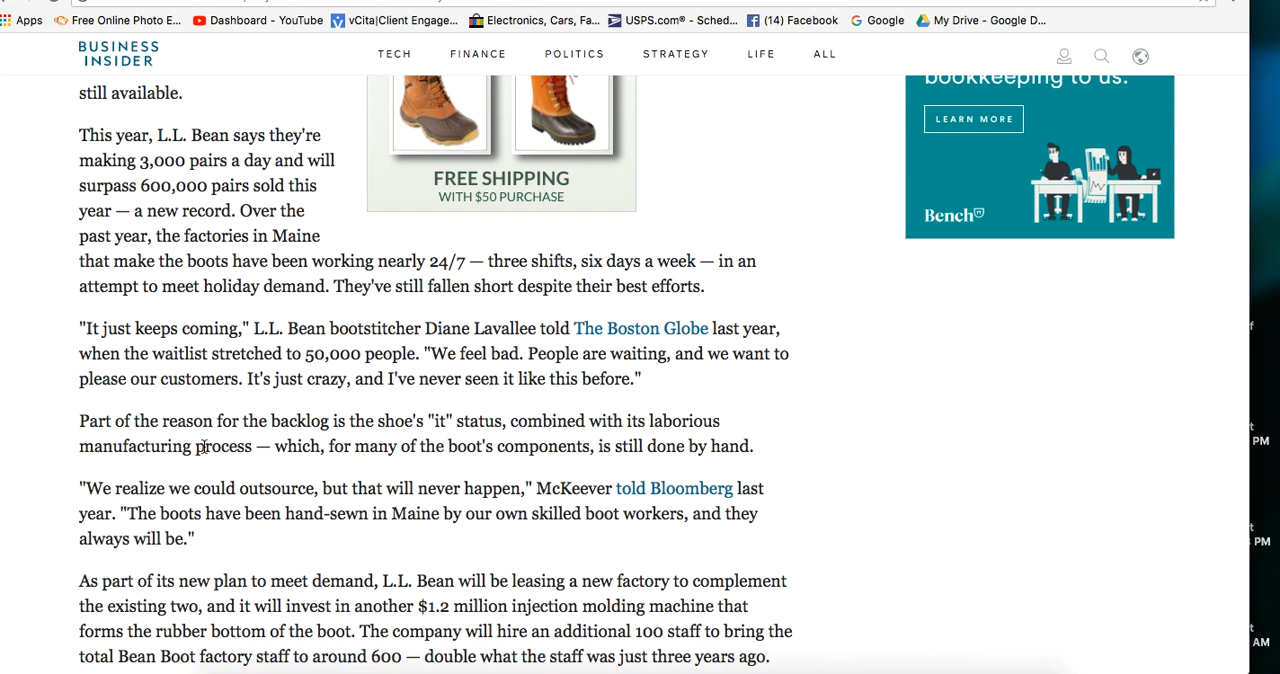 Apps
Free Online Photo E...
Dashboard - YouTube
vCita|Client Engage...
Electronics, Cars, Fa...
USPS.com® - Sched...
(14) Facebook
Google
My Drive - Google D...
BUSINESS
INSIDER
TECH
FINANCE
POLITICS
STRATEGY
LIFE
ALL
still available.
This year, L.L. Bean says they're
making 3,000 pairs a day and will
surpass 600,000 pairs sold this
year — a new record. Over the
past year, the factories in Maine
that make the boots have been working nearly 24/7 — three shifts, six days a week — in an
attempt to meet holiday demand. They've still fallen short despite their best efforts.
"It just keeps coming," L.L. Bean bootstitcher Diane Lavallee told The Boston Globe last year,
when the waitlist stretched to 50,000 people. "We feel bad. People are waiting, and we want to
please our customers. It's just crazy, and I've never seen it like this before."
Part of the reason for the backlog is the shoe's "it" status, combined with its laborious
manufacturing process — which, for many of the boot's components, is still done by hand.
"We realize we could outsource, but that will never happen," McKeever told Bloomberg last
year. "The boots have been hand-sewn in Maine by our own skilled boot workers, and they
always will be."
As part of its new plan to meet demand, L.L. Bean will be leasing a new factory to complement
the existing two, and it will invest in another $1.2 million injection molding machine that
forms the rubber bottom of the boot. The company will hire an additional 100 staff to bring the
total Bean Boot factory staff to around 600 — double what the staff was just three years ago.
FREE SHIPPING
WITH $50 PURCHASE
bookkeeping to us.
LEARN MORE
Bench
PM
PM
AM